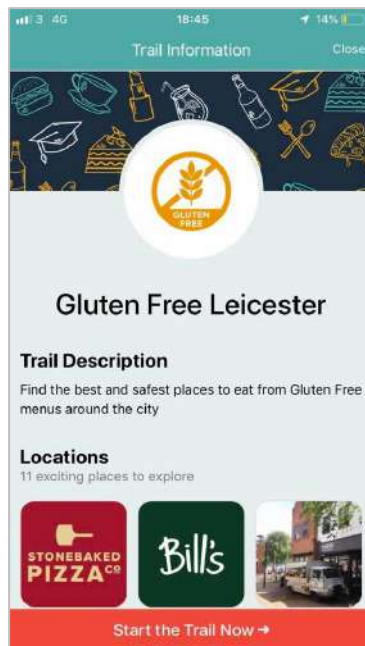 3 4G 18:45 14%
Trail Information Close
GLUTEN
FREE
Gluten Free Leicester
Trail Description
Find the best and safest places to eat from Gluten Free
menus around the city
Locations
11 exciting places to explore
STONEBAKED
PIZZA CO
Bill's
Start the Trail Now →